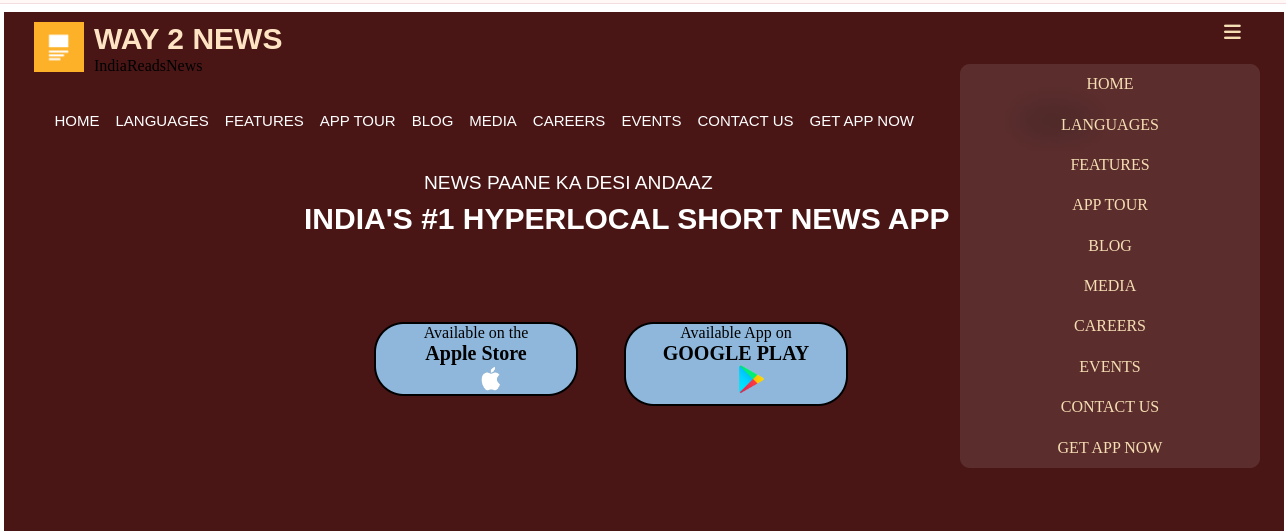 WAY 2 NEWS
IndiaReadsNews
HOME LANGUAGES FEATURES APP TOUR BLOG MEDIA CAREERS EVENTS CONTACT US GET APP NOW
NEWS PAANE KA DESI ANDAAZ
INDIA'S #1 HYPERLOCAL SHORT NEWS APP
Available on the
Apple Store
Available App on
GOOGLE PLAY
HOME
LANGUAGES
FEATURES
APP TOUR
BLOG
MEDIA
CAREERS
EVENTS
CONTACT US
GET APP NOW